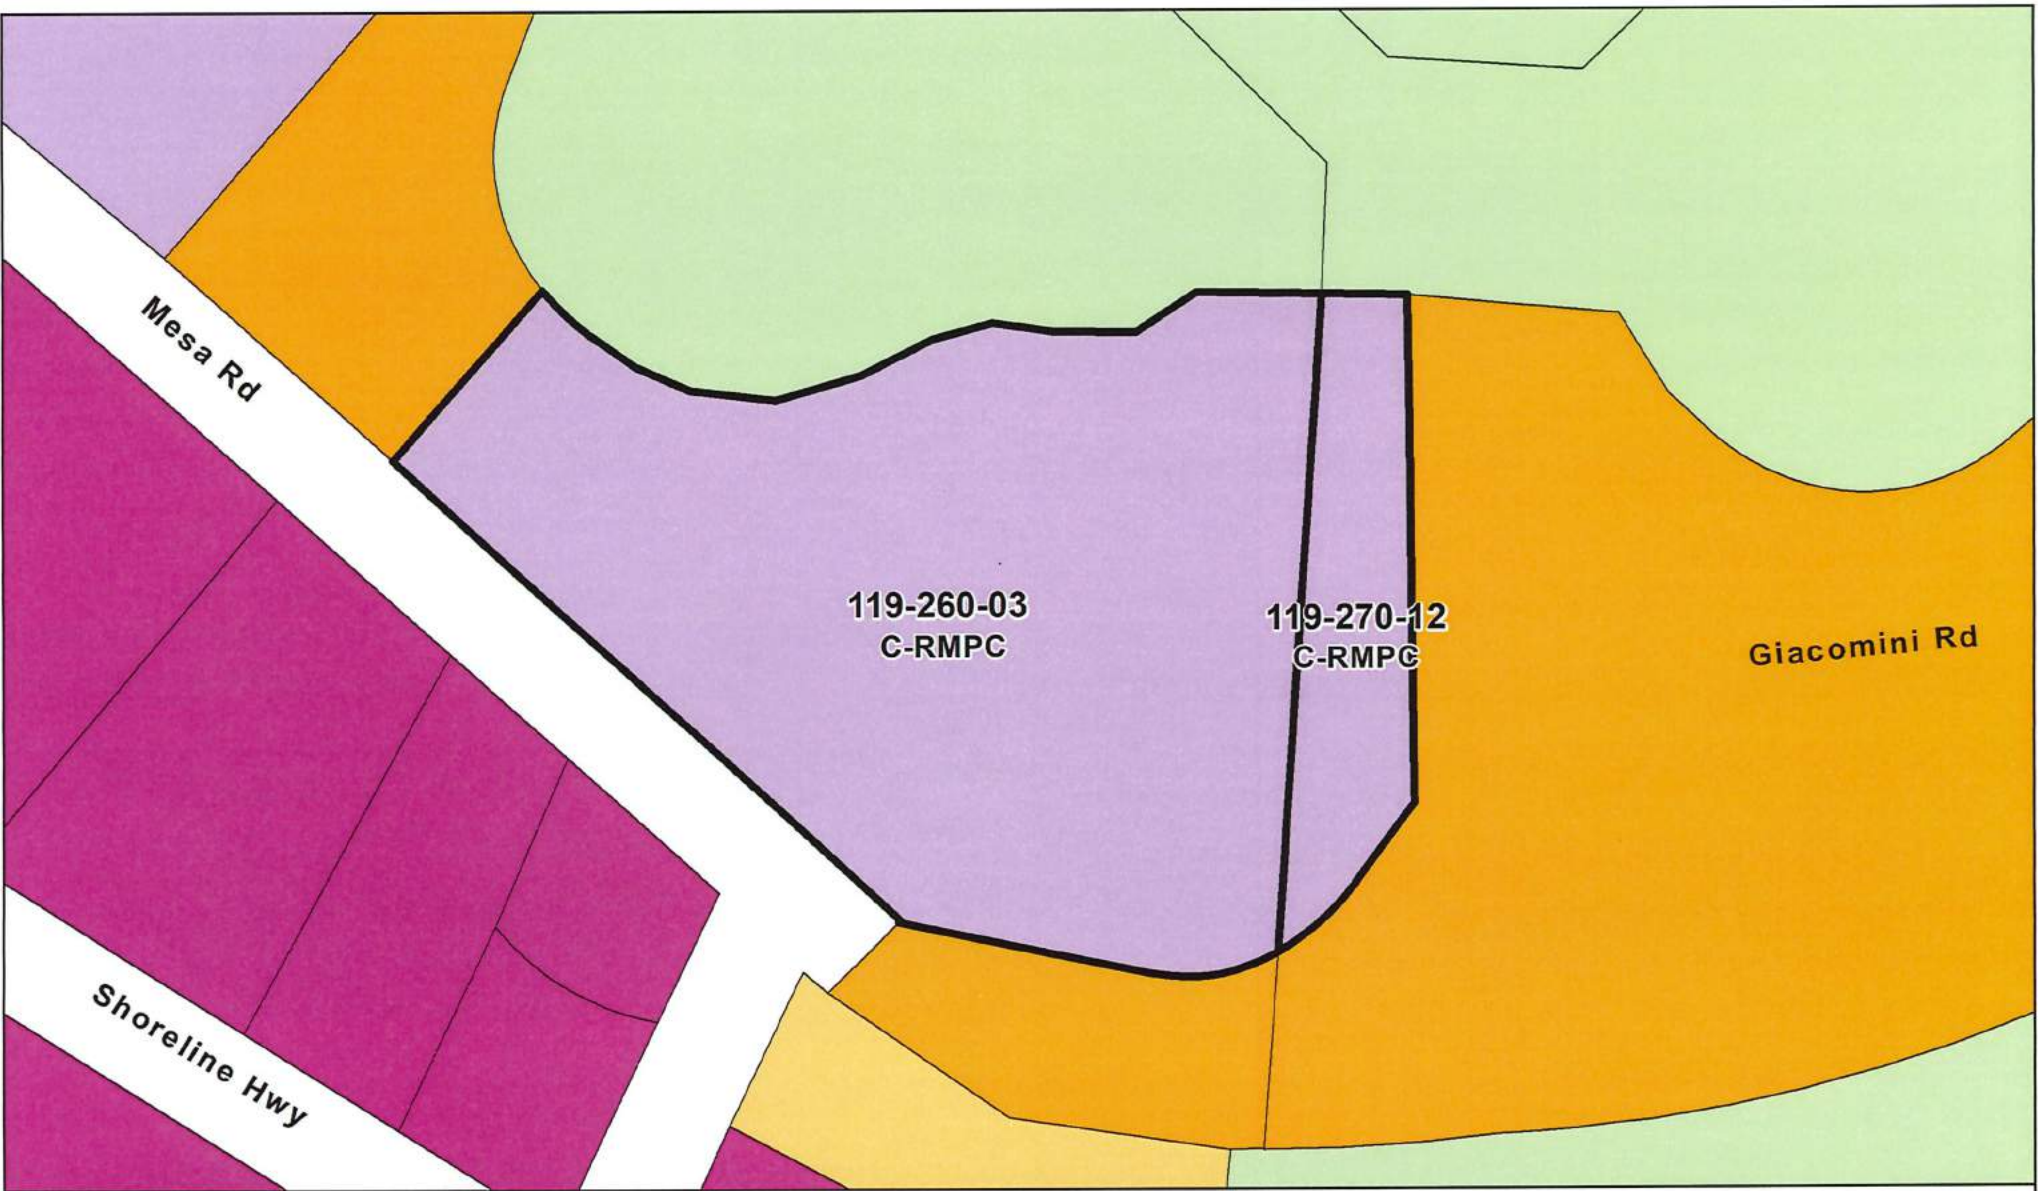 Mesa Rd
119-260-03
C-RMPC
119-270-12
C-RMPC
Giacomini Rd
Shoreline Hwy